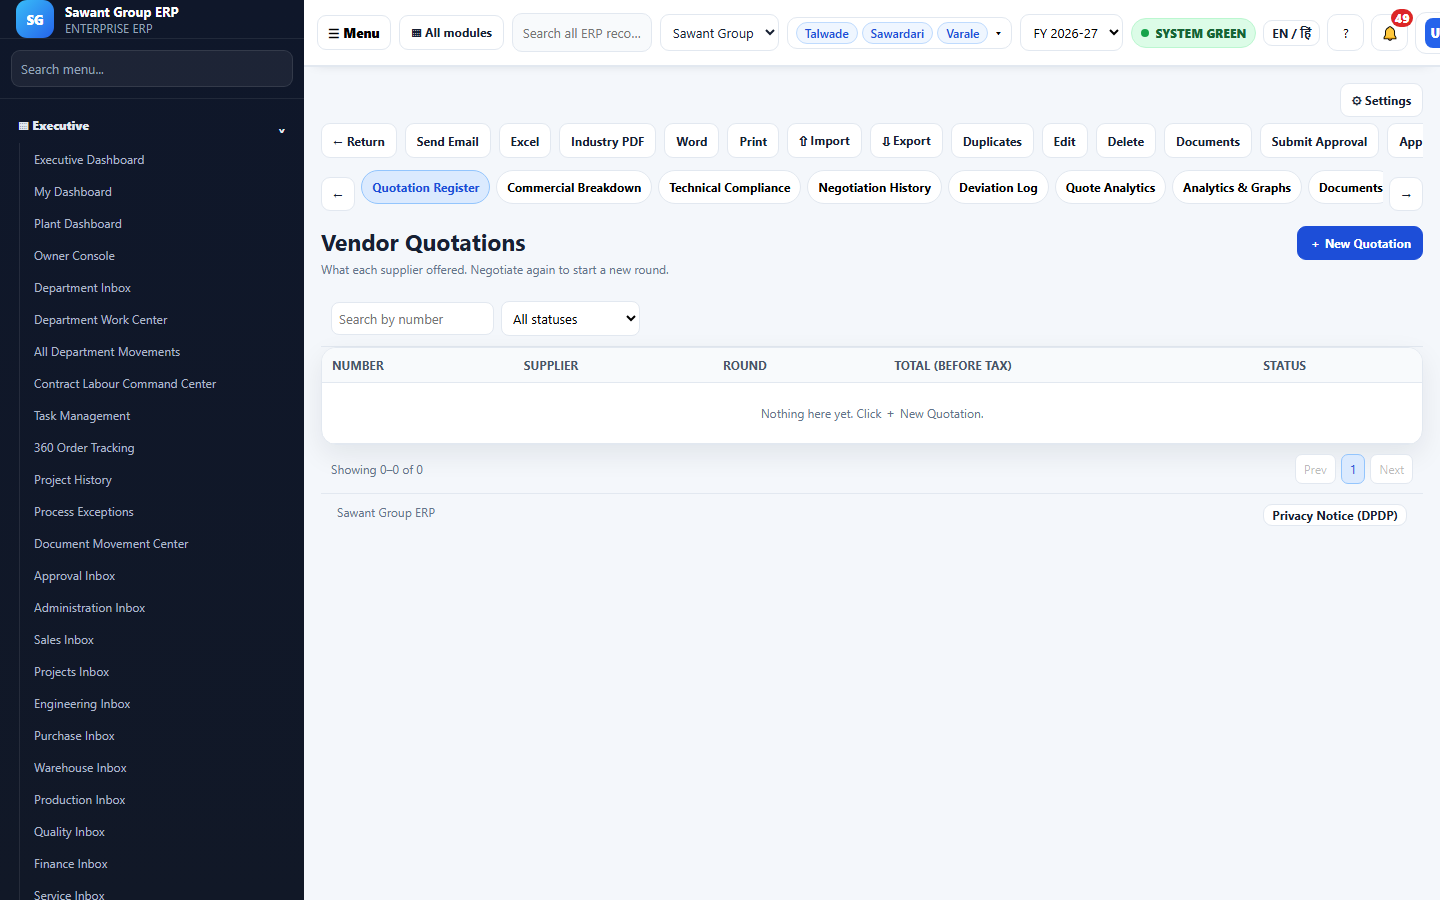 SG
Sawant Group ERP
ENTERPRISE ERP
Search menu...
Executive
Executive Dashboard
My Dashboard
Plant Dashboard
Owner Console
Department Inbox
Department Work Center
All Department Movements
Contract Labour Command Center
Task Management
360 Order Tracking
Project History
Process Exceptions
Document Movement Center
Approval Inbox
Administration Inbox
Sales Inbox
Projects Inbox
Engineering Inbox
Purchase Inbox
Warehouse Inbox
Production Inbox
Quality Inbox
Finance Inbox
Service Inbox
☰ Menu
All modules
Search all ERP reco...
Sawant Group
Talwade
Sawardari
Varale
FY 2026-27
SYSTEM GREEN
EN / हिं
?
49
U
⚙ Settings
← Return
Send Email
Excel
Industry PDF
Word
Print
⇧ Import
⇩ Export
Duplicates
Edit
Delete
Documents
Submit Approval
App
←
Quotation Register
Commercial Breakdown
Technical Compliance
Negotiation History
Deviation Log
Quote Analytics
Analytics & Graphs
Documents
→
Vendor Quotations
What each supplier offered. Negotiate again to start a new round.
+ New Quotation
Search by number
All statuses
NUMBER
SUPPLIER
ROUND
TOTAL (BEFORE TAX)
STATUS
Nothing here yet. Click + New Quotation.
Showing 0–0 of 0
Prev
1
Next
Sawant Group ERP
Privacy Notice (DPDP)